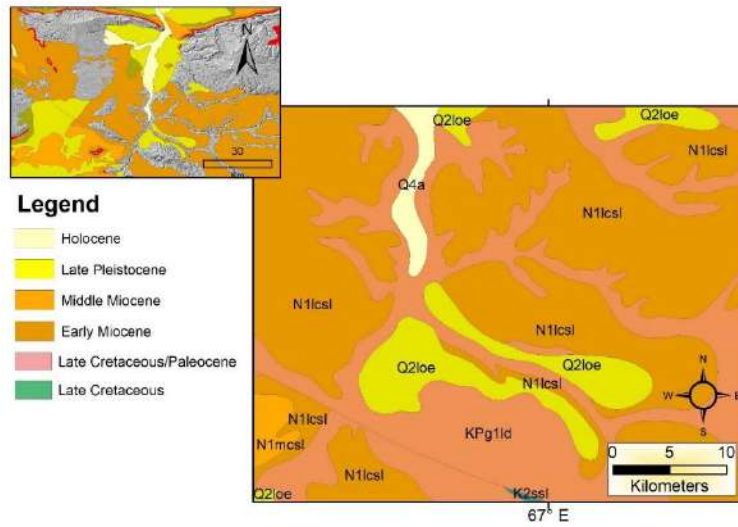 N
30
Km
Legend
Holocene
Late Pleistocene
Middle Miocene
Early Miocene
Late Cretaceous/Paleocene
Late Cretaceous
Q2loe
Q2loe
N1lcsl
Q4a
N1lcsl
N1lcsl
N1lcsl
Q2loe
Q2loe
N1lcsl
N1lcsl
N1mcsl
KPg1ld
N1lcsl
Q2loe
K2ssl
N
W E
S
0 5 10
Kilometers
67° E